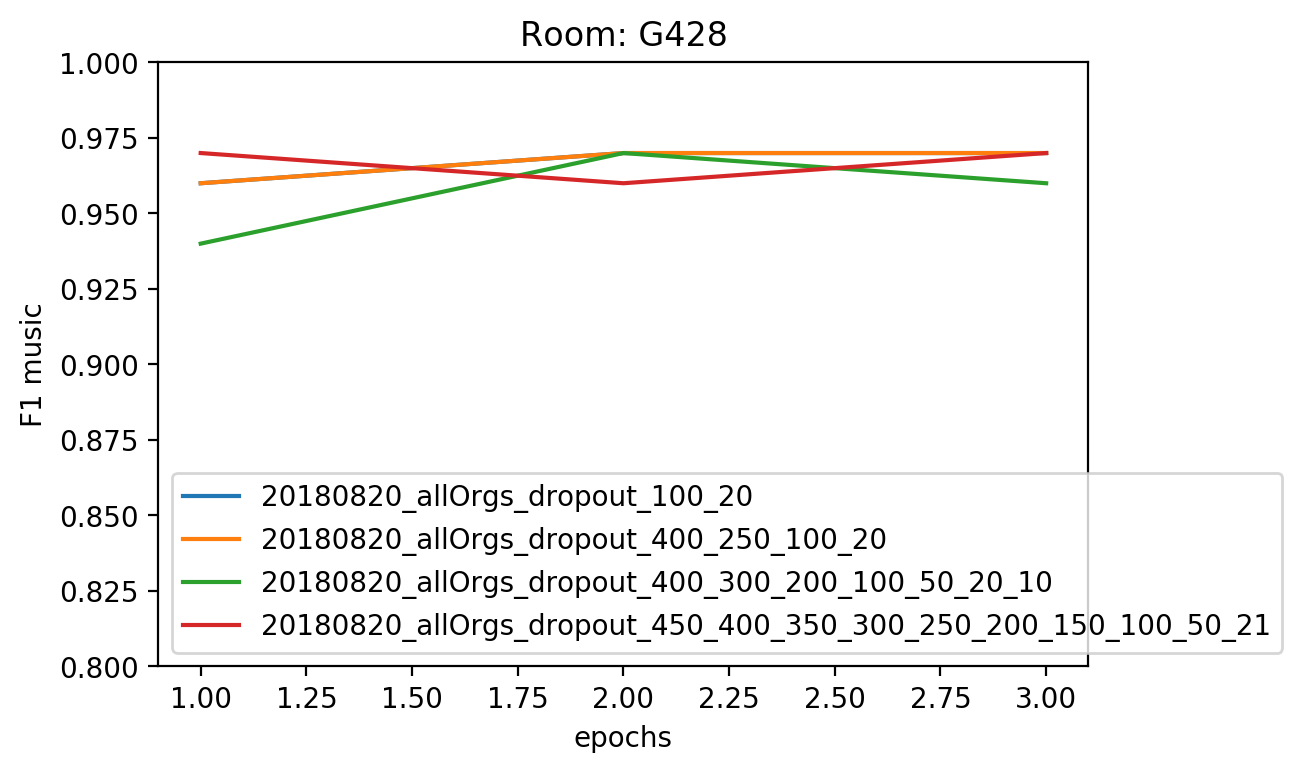 Room: G428
1.000
0.975
0.950
0.925
0.900
0.875
0.850
0.825
0.800
F1 music
20180820_allOrgs_dropout_100_20
20180820_allOrgs_dropout_400_250_100_20
20180820_allOrgs_dropout_400_300_200_100_50_20_10
20180820_allOrgs_dropout_450_400_350_300_250_200_150_100_50_21
1.00 1.25 1.50 1.75 2.00 2.25 2.50 2.75 3.00
epochs